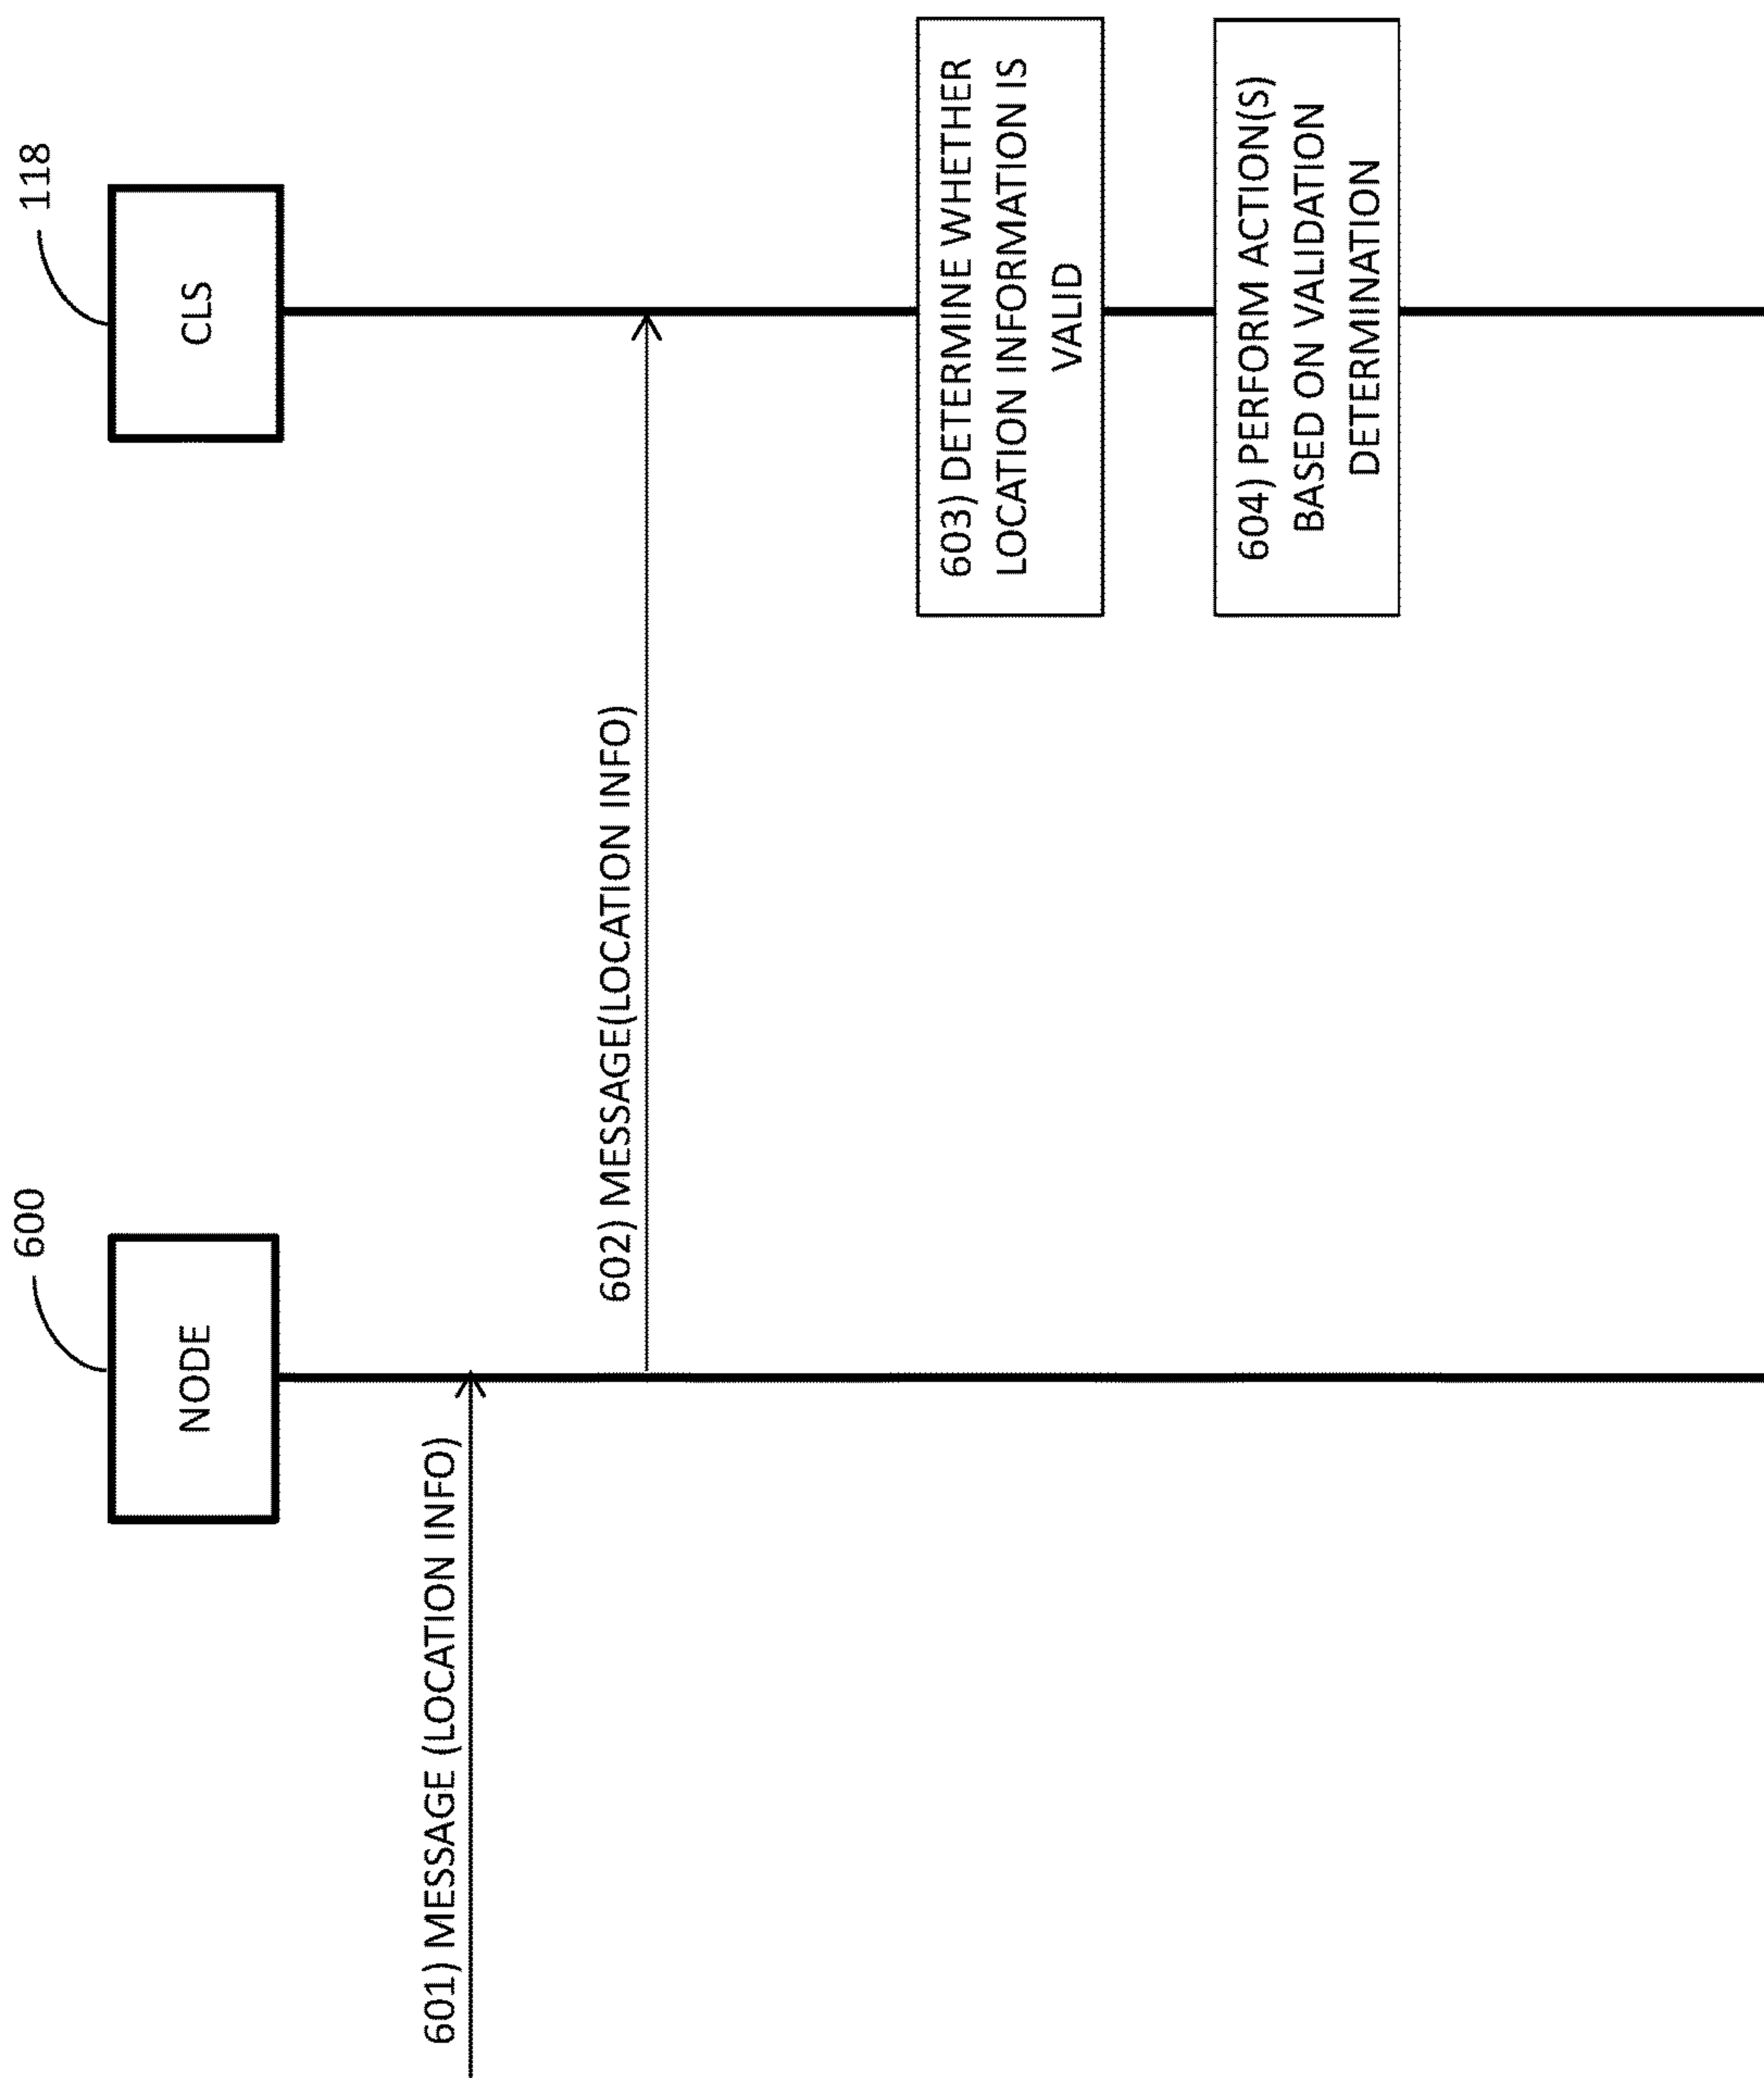 600
118
NODE
CLS
601) MESSAGE (LOCATION INFO)
602) MESSAGE(LOCATION INFO)
603) DETERMINE WHETHER
LOCATION INFORMATION IS
VALID
604) PERFORM ACTION(S)
BASED ON VALIDATION
DETERMINATION